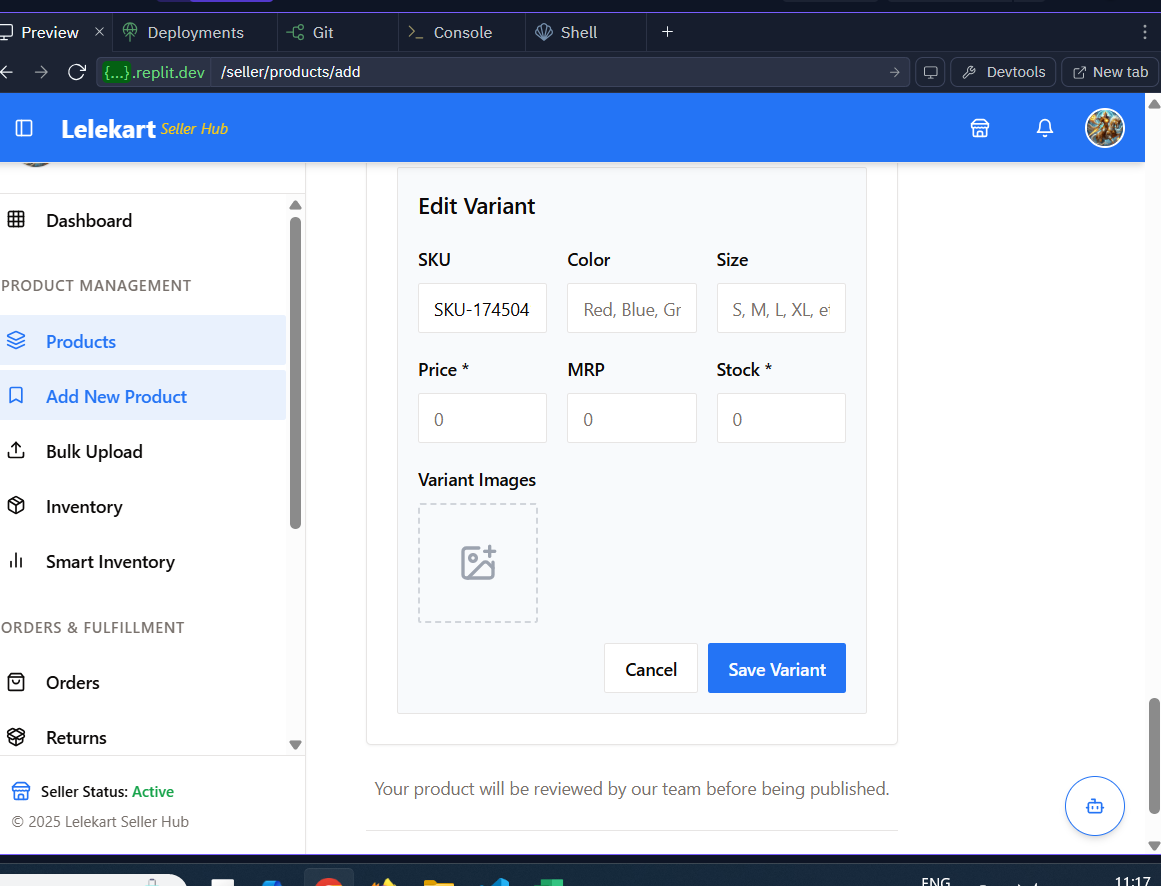 Preview Deployments Git Console Shell
{...}.replit.dev /seller/products/add Devtools New tab
Lelekart Seller Hub
Dashboard
PRODUCT MANAGEMENT
Products
Add New Product
Bulk Upload
Inventory
Smart Inventory
ORDERS & FULFILLMENT
Orders
Returns
Seller Status: Active
© 2025 Lelekart Seller Hub
Edit Variant
SKU Color Size
SKU-174504 Red, Blue, Gr S, M, L, XL, et
Price * MRP Stock *
0 0 0
Variant Images
Cancel Save Variant
Your product will be reviewed by our team before being published.
ENG 11:17